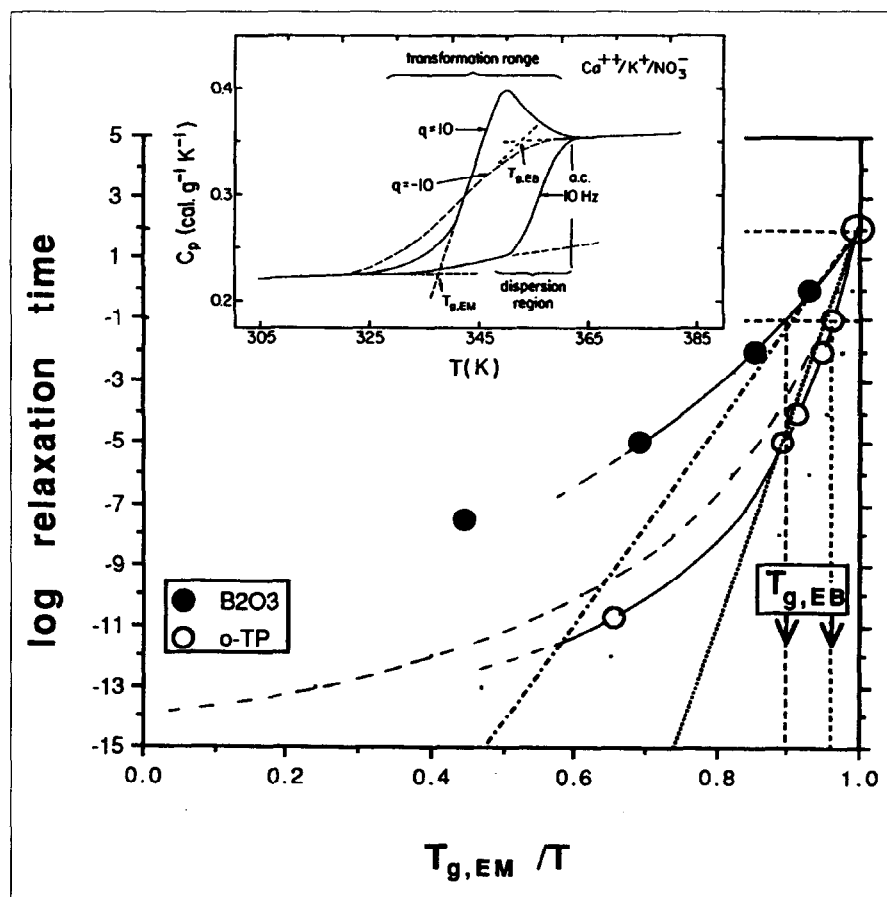 transformation range
Ca⁺⁺/K⁺/NO₃⁻
0.4
q=10
q=-10
Tg,EB
a.c.
10 Hz
0.3
Cp (cal. g⁻¹ K⁻¹)
Tg,EM
dispersion region
0.2
305
325
345
365
385
T(K)
5
3
1
-1
-3
-5
-7
-9
-11
-13
-15
log relaxation time
B2O3
o-TP
Tg,EB
0.0
0.2
0.4
0.6
0.8
1.0
Tg,EM /T